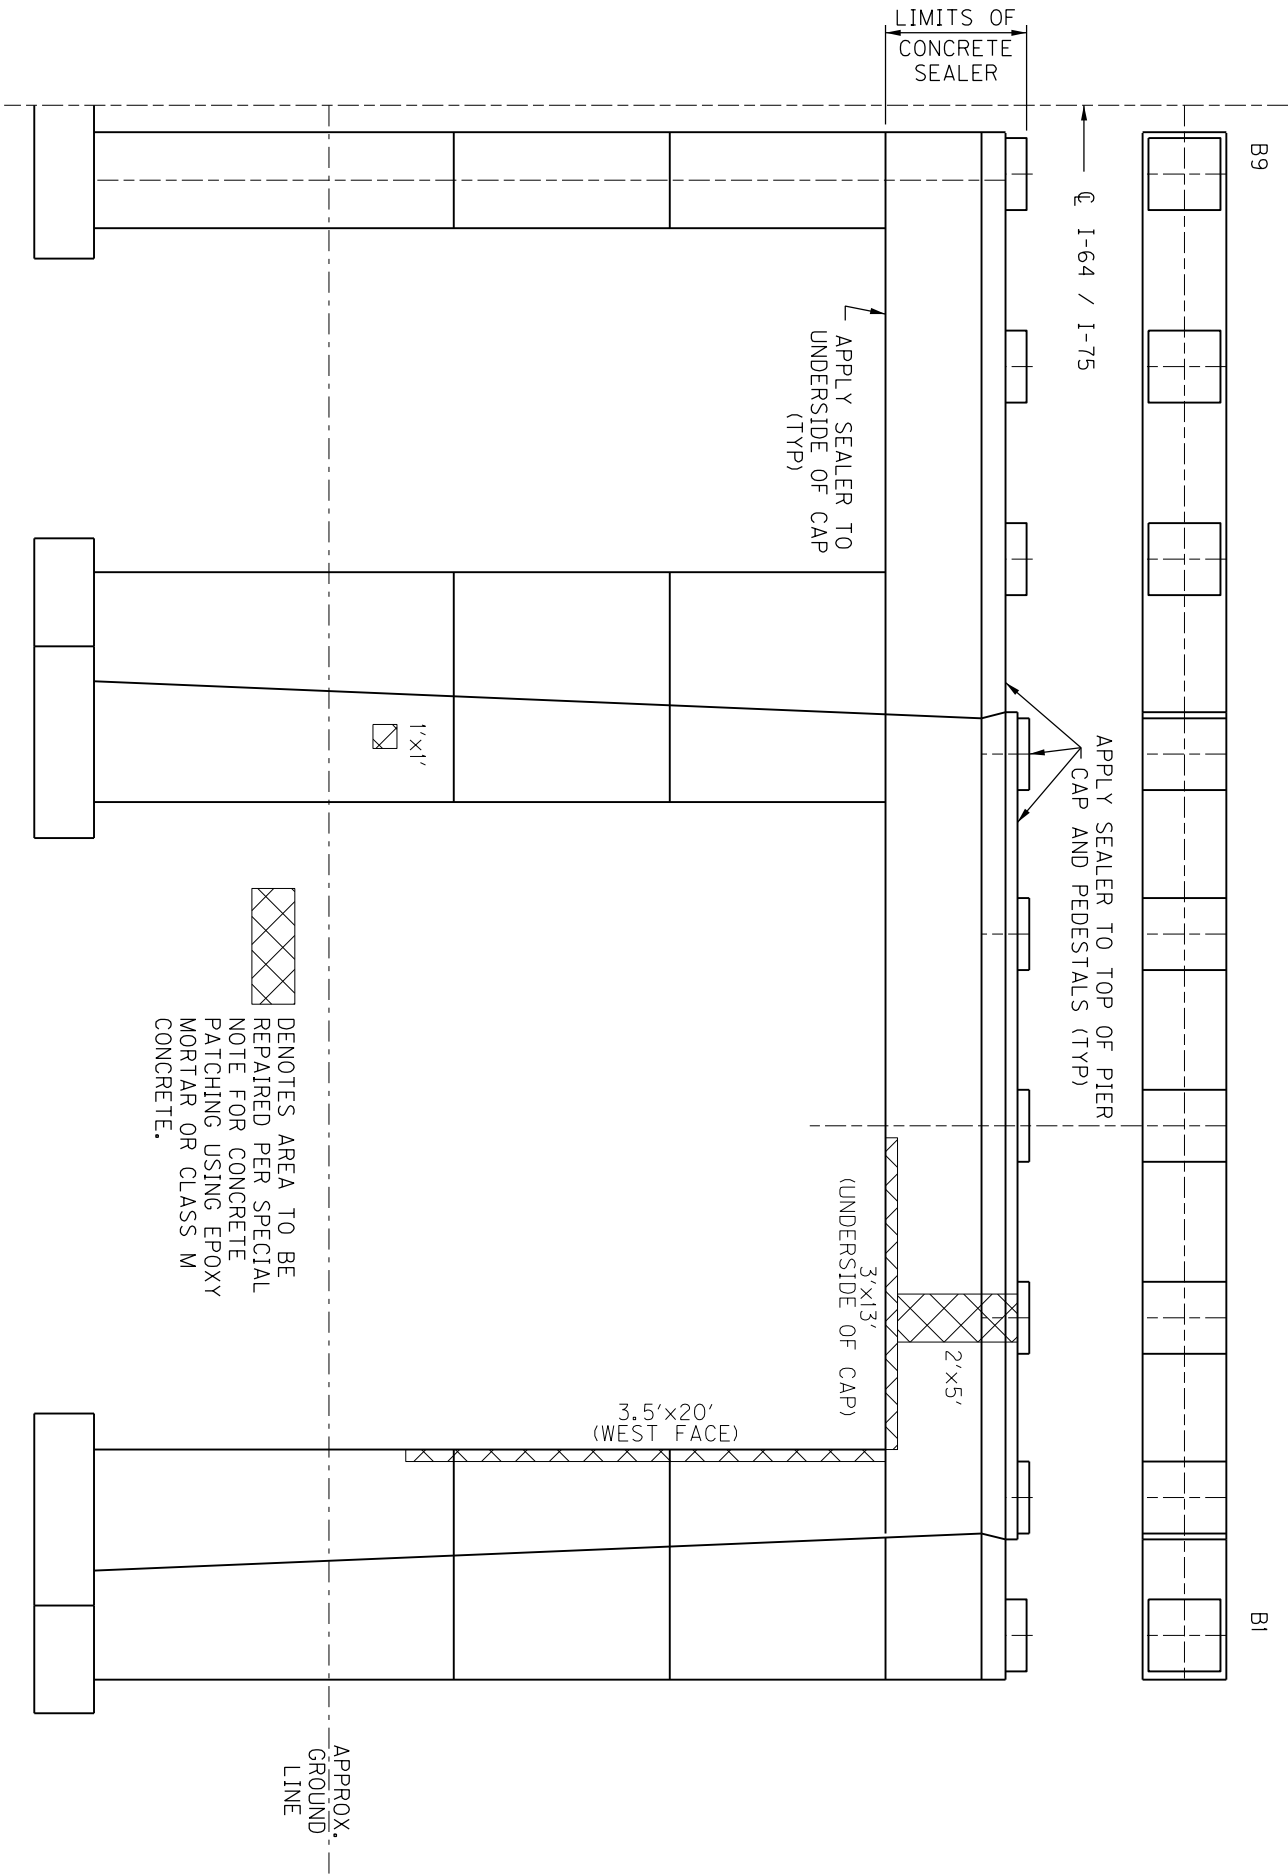 LIMITS OF
CONCRETE
SEALER
B9
℄ I-64 / I-75
APPLY SEALER TO
UNDERSIDE OF CAP
(TYP)
APPLY SEALER TO TOP OF PIER
CAP AND PEDESTALS (TYP)
1'x1'
DENOTES AREA TO BE
REPAIRED PER SPECIAL
NOTE FOR CONCRETE
PATCHING USING EPOXY
MORTAR OR CLASS M
CONCRETE.
3'x13'
(UNDERSIDE OF CAP)
2'x5'
3.5'x20'
(WEST FACE)
B1
APPROX.
GROUND
LINE